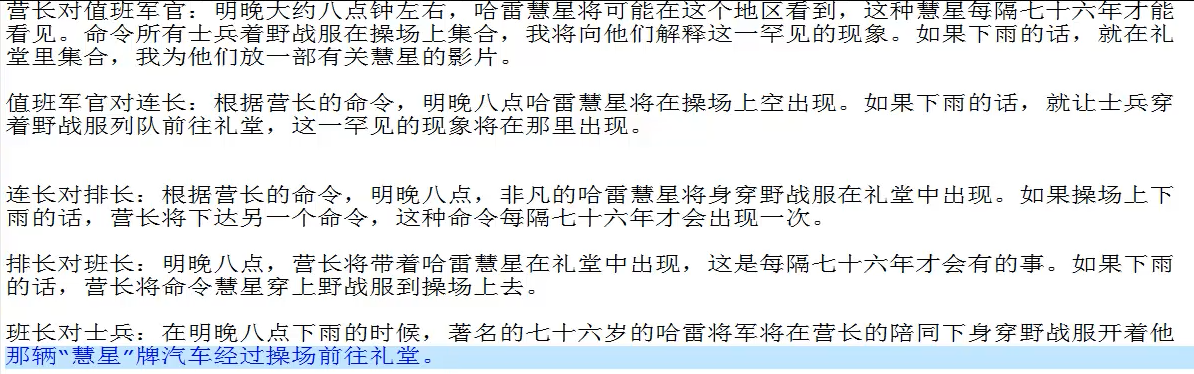 营长对值班军官：明晚大约八点钟左右，哈雷慧星将可能在这个地区看到，这种慧星每隔七十六年才能
看见。命令所有士兵着野战服在操场上集合，我将向他们解释这一罕见的现象。如果下雨的话，就在礼
堂里集合，我为他们放一部有关慧星的影片。
值班军官对连长：根据营长的命令，明晚八点哈雷慧星将在操场上空出现。如果下雨的话，就让士兵穿
着野战服列队前往礼堂，这一罕见的现象将在那里出现。
连长对排长：根据营长的命令，明晚八点，非凡的哈雷慧星将身穿野战服在礼堂中出现。如果操场上下
雨的话，营长将下达另一个命令，这种命令每隔七十六年才会出现一次。
排长对班长：明晚八点，营长将带着哈雷慧星在礼堂中出现，这是每隔七十六年才会有的事。如果下雨
的话，营长将命令慧星穿上野战服到操场上去。
班长对士兵：在明晚八点下雨的时候，著名的七十六岁的哈雷将军将在营长的陪同下身穿野战服开着他
那辆“慧星”牌汽车经过操场前往礼堂。